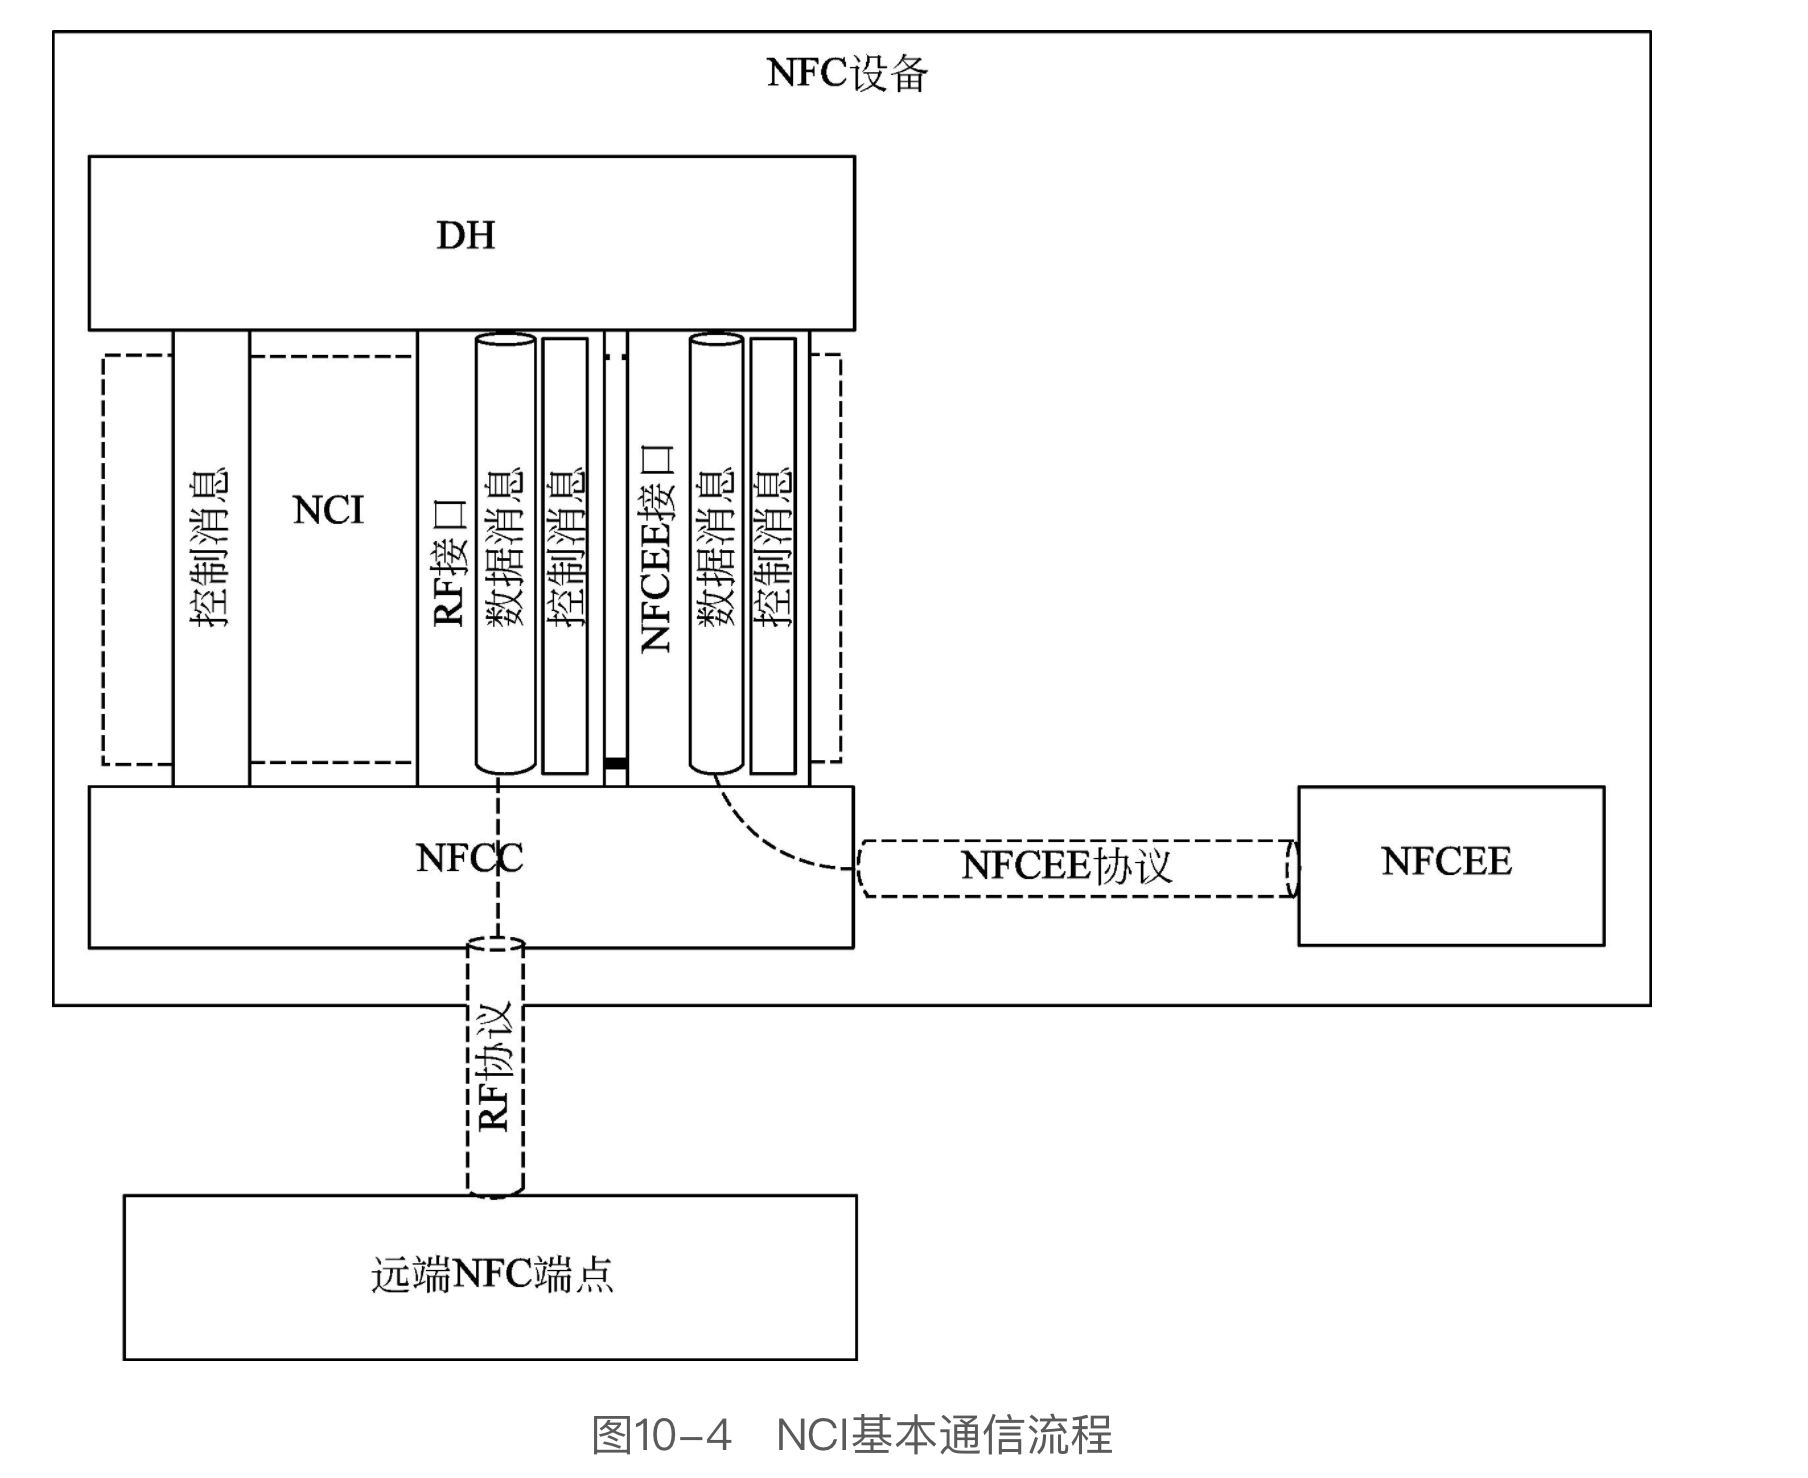 NFC设备
DH
控制消息
NCI
RF接口
数据消息
控制消息
NFCEE接口
数据消息
控制消息
NFCC
NFCEE协议
NFCEE
RF协议
远端NFC端点
图10-4 NCI基本通信流程